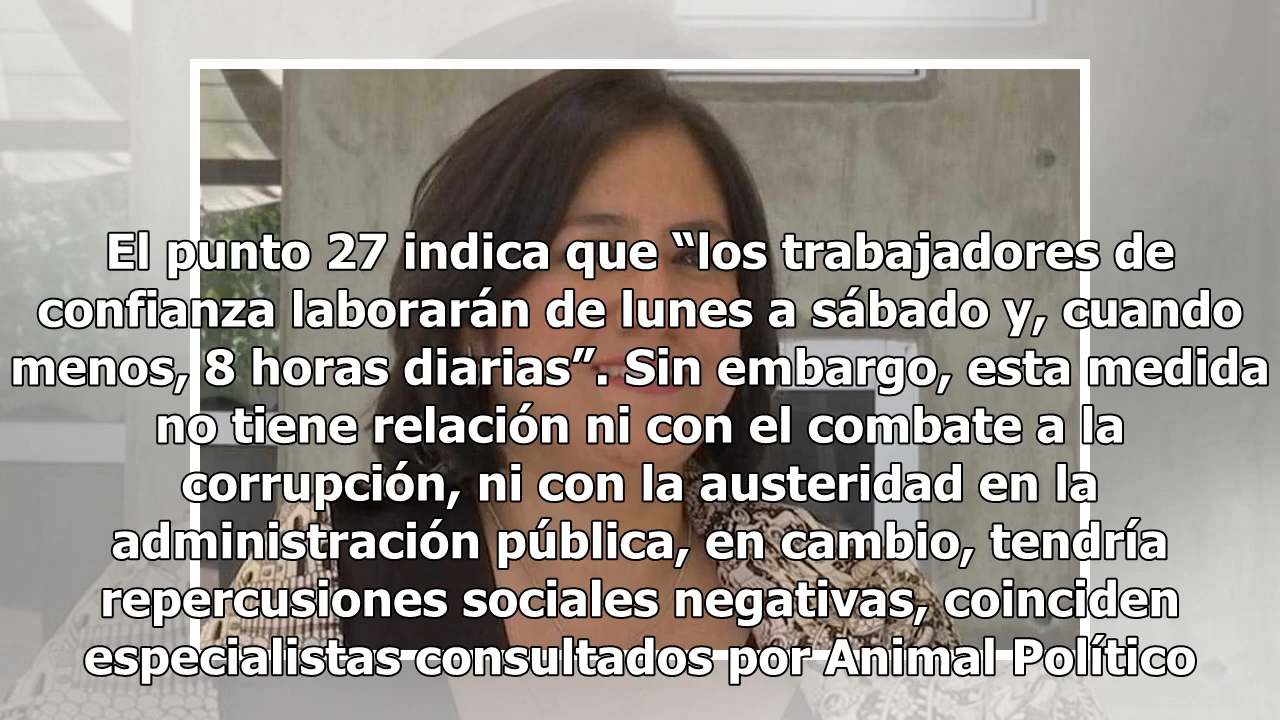 El punto 27 indica que “los trabajadores de
confianza laborarán de lunes a sábado y, cuando
menos, 8 horas diarias”. Sin embargo, esta medida
no tiene relación ni con el combate a la
corrupción, ni con la austeridad en la
administración pública, en cambio, tendría
repercusiones sociales negativas, coinciden
especialistas consultados por Animal Político